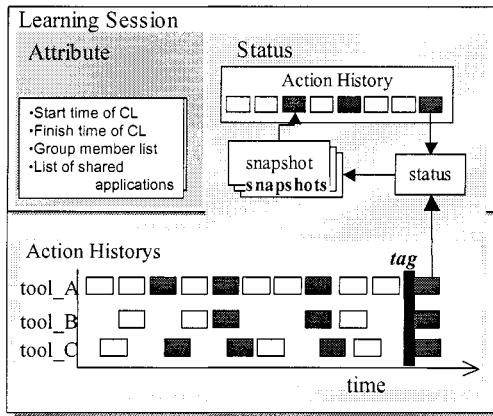 Learning Session
Attribute
•Start time of CL
•Finish time of CL
•Group member list
•List of shared
applications
Status
Action History
snapshot
snapshots
status
Action Historys
tag
tool_A
tool_B
tool_C
time